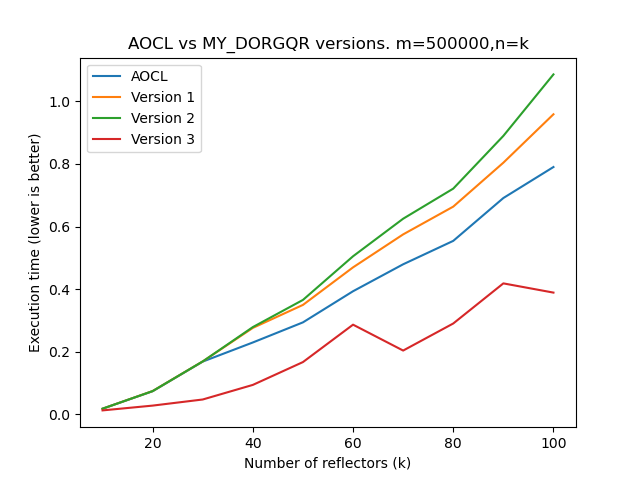 AOCL vs MY_DORGQR versions. m=500000,n=k
AOCL
Version 1
Version 2
Version 3
Execution time (lower is better)
1.0
0.8
0.6
0.4
0.2
0.0
20 40 60 80 100
Number of reflectors (k)